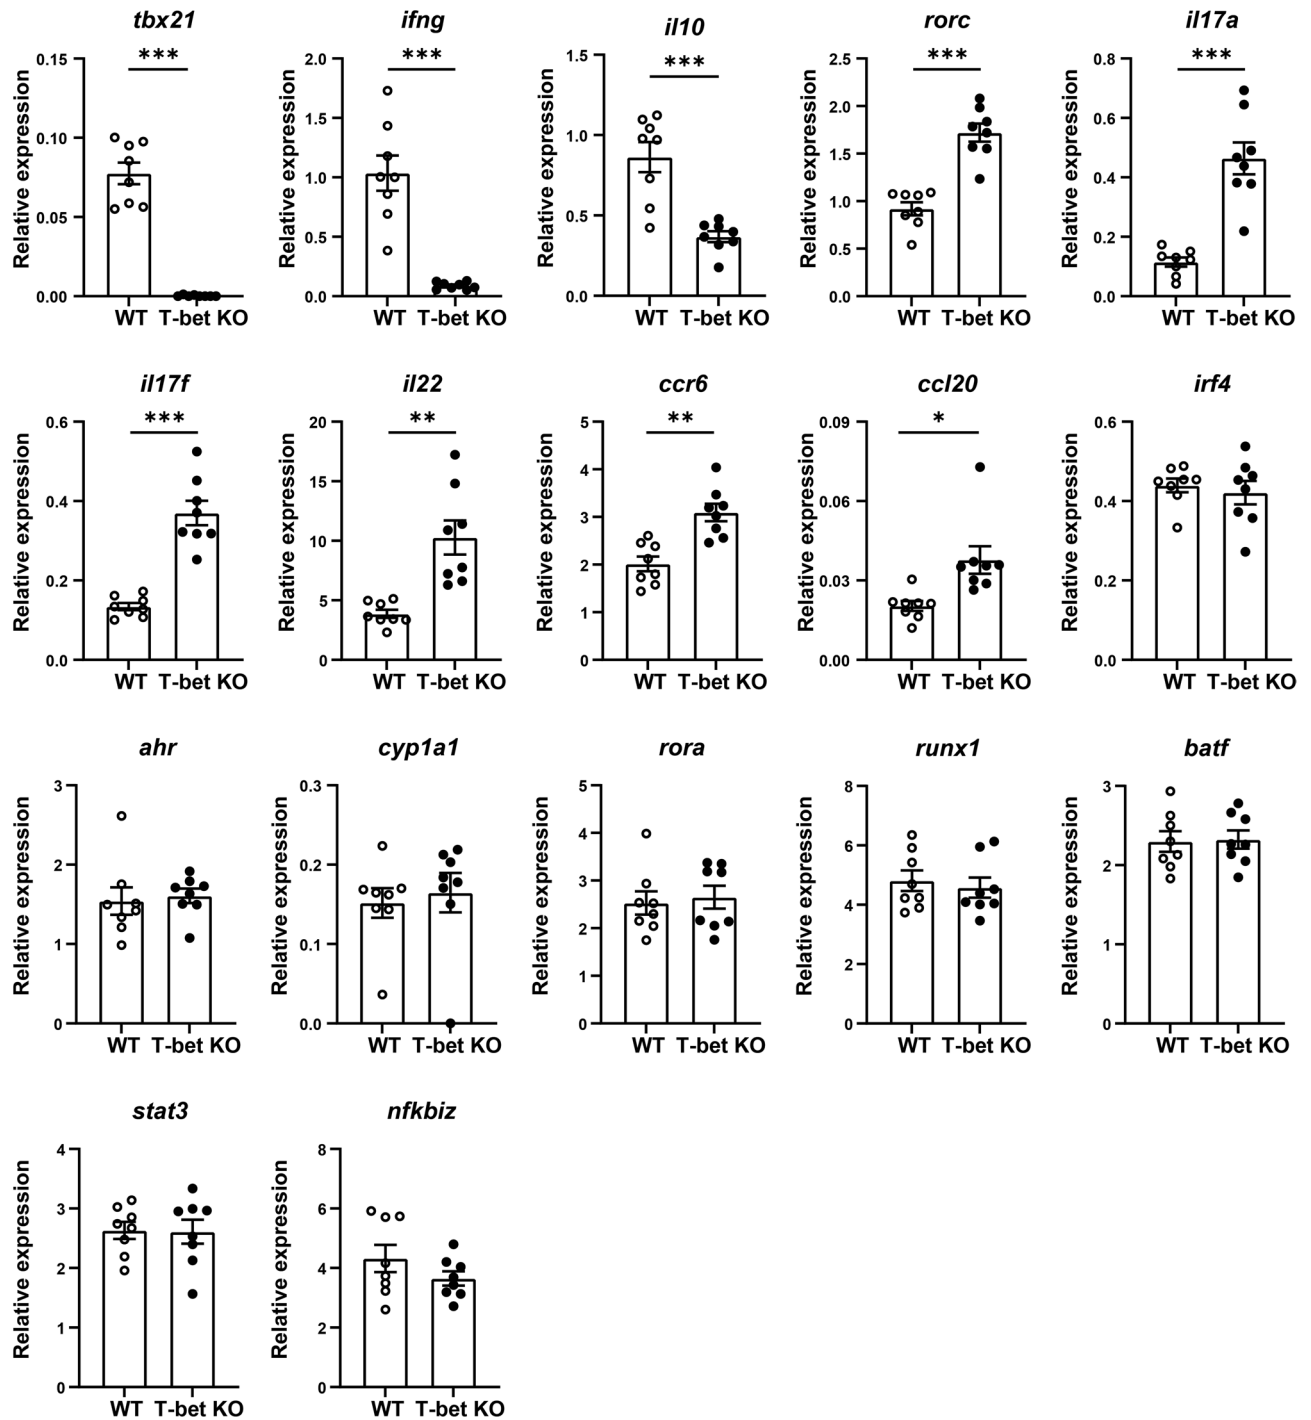 tbx21
ifng
il10
rorc
il17a
***
***
***
***
***
Relative expression
0.15
0.10
0.05
0.00
WT T-bet KO
Relative expression
2.0
1.5
1.0
0.5
0.0
WT T-bet KO
Relative expression
1.5
1.0
0.5
0.0
WT T-bet KO
Relative expression
2.5
2.0
1.5
1.0
0.5
0.0
WT T-bet KO
Relative expression
0.8
0.6
0.4
0.2
0.0
WT T-bet KO
il17f
il22
ccr6
ccl20
irf4
***
**
**
*
Relative expression
0.6
0.4
0.2
0.0
WT T-bet KO
Relative expression
20
15
10
5
0
WT T-bet KO
Relative expression
5
4
3
2
1
0
WT T-bet KO
Relative expression
0.09
0.06
0.03
0.00
WT T-bet KO
Relative expression
0.6
0.4
0.2
0.0
WT T-bet KO
ahr
cyp1a1
rora
runx1
batf
Relative expression
3
2
1
0
WT T-bet KO
Relative expression
0.3
0.2
0.1
0.0
WT T-bet KO
Relative expression
5
4
3
2
1
0
WT T-bet KO
Relative expression
8
6
4
2
0
WT T-bet KO
Relative expression
3
2
1
0
WT T-bet KO
stat3
nfkbiz
Relative expression
4
3
2
1
0
WT T-bet KO
Relative expression
8
6
4
2
0
WT T-bet KO